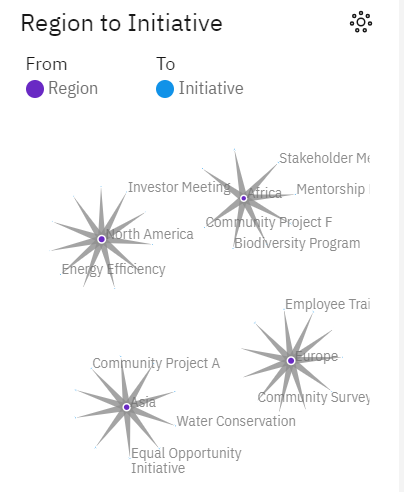 Region to Initiative
From
To
Region
Initiative
Stakeholder Me
Investor Meeting
Africa
Mentorship
Community Project F
North America
Biodiversity Program
Energy Efficiency
Employee Trai
Europe
Community Project A
Community Survey
Asia
Water Conservation
Equal Opportunity
Initiative